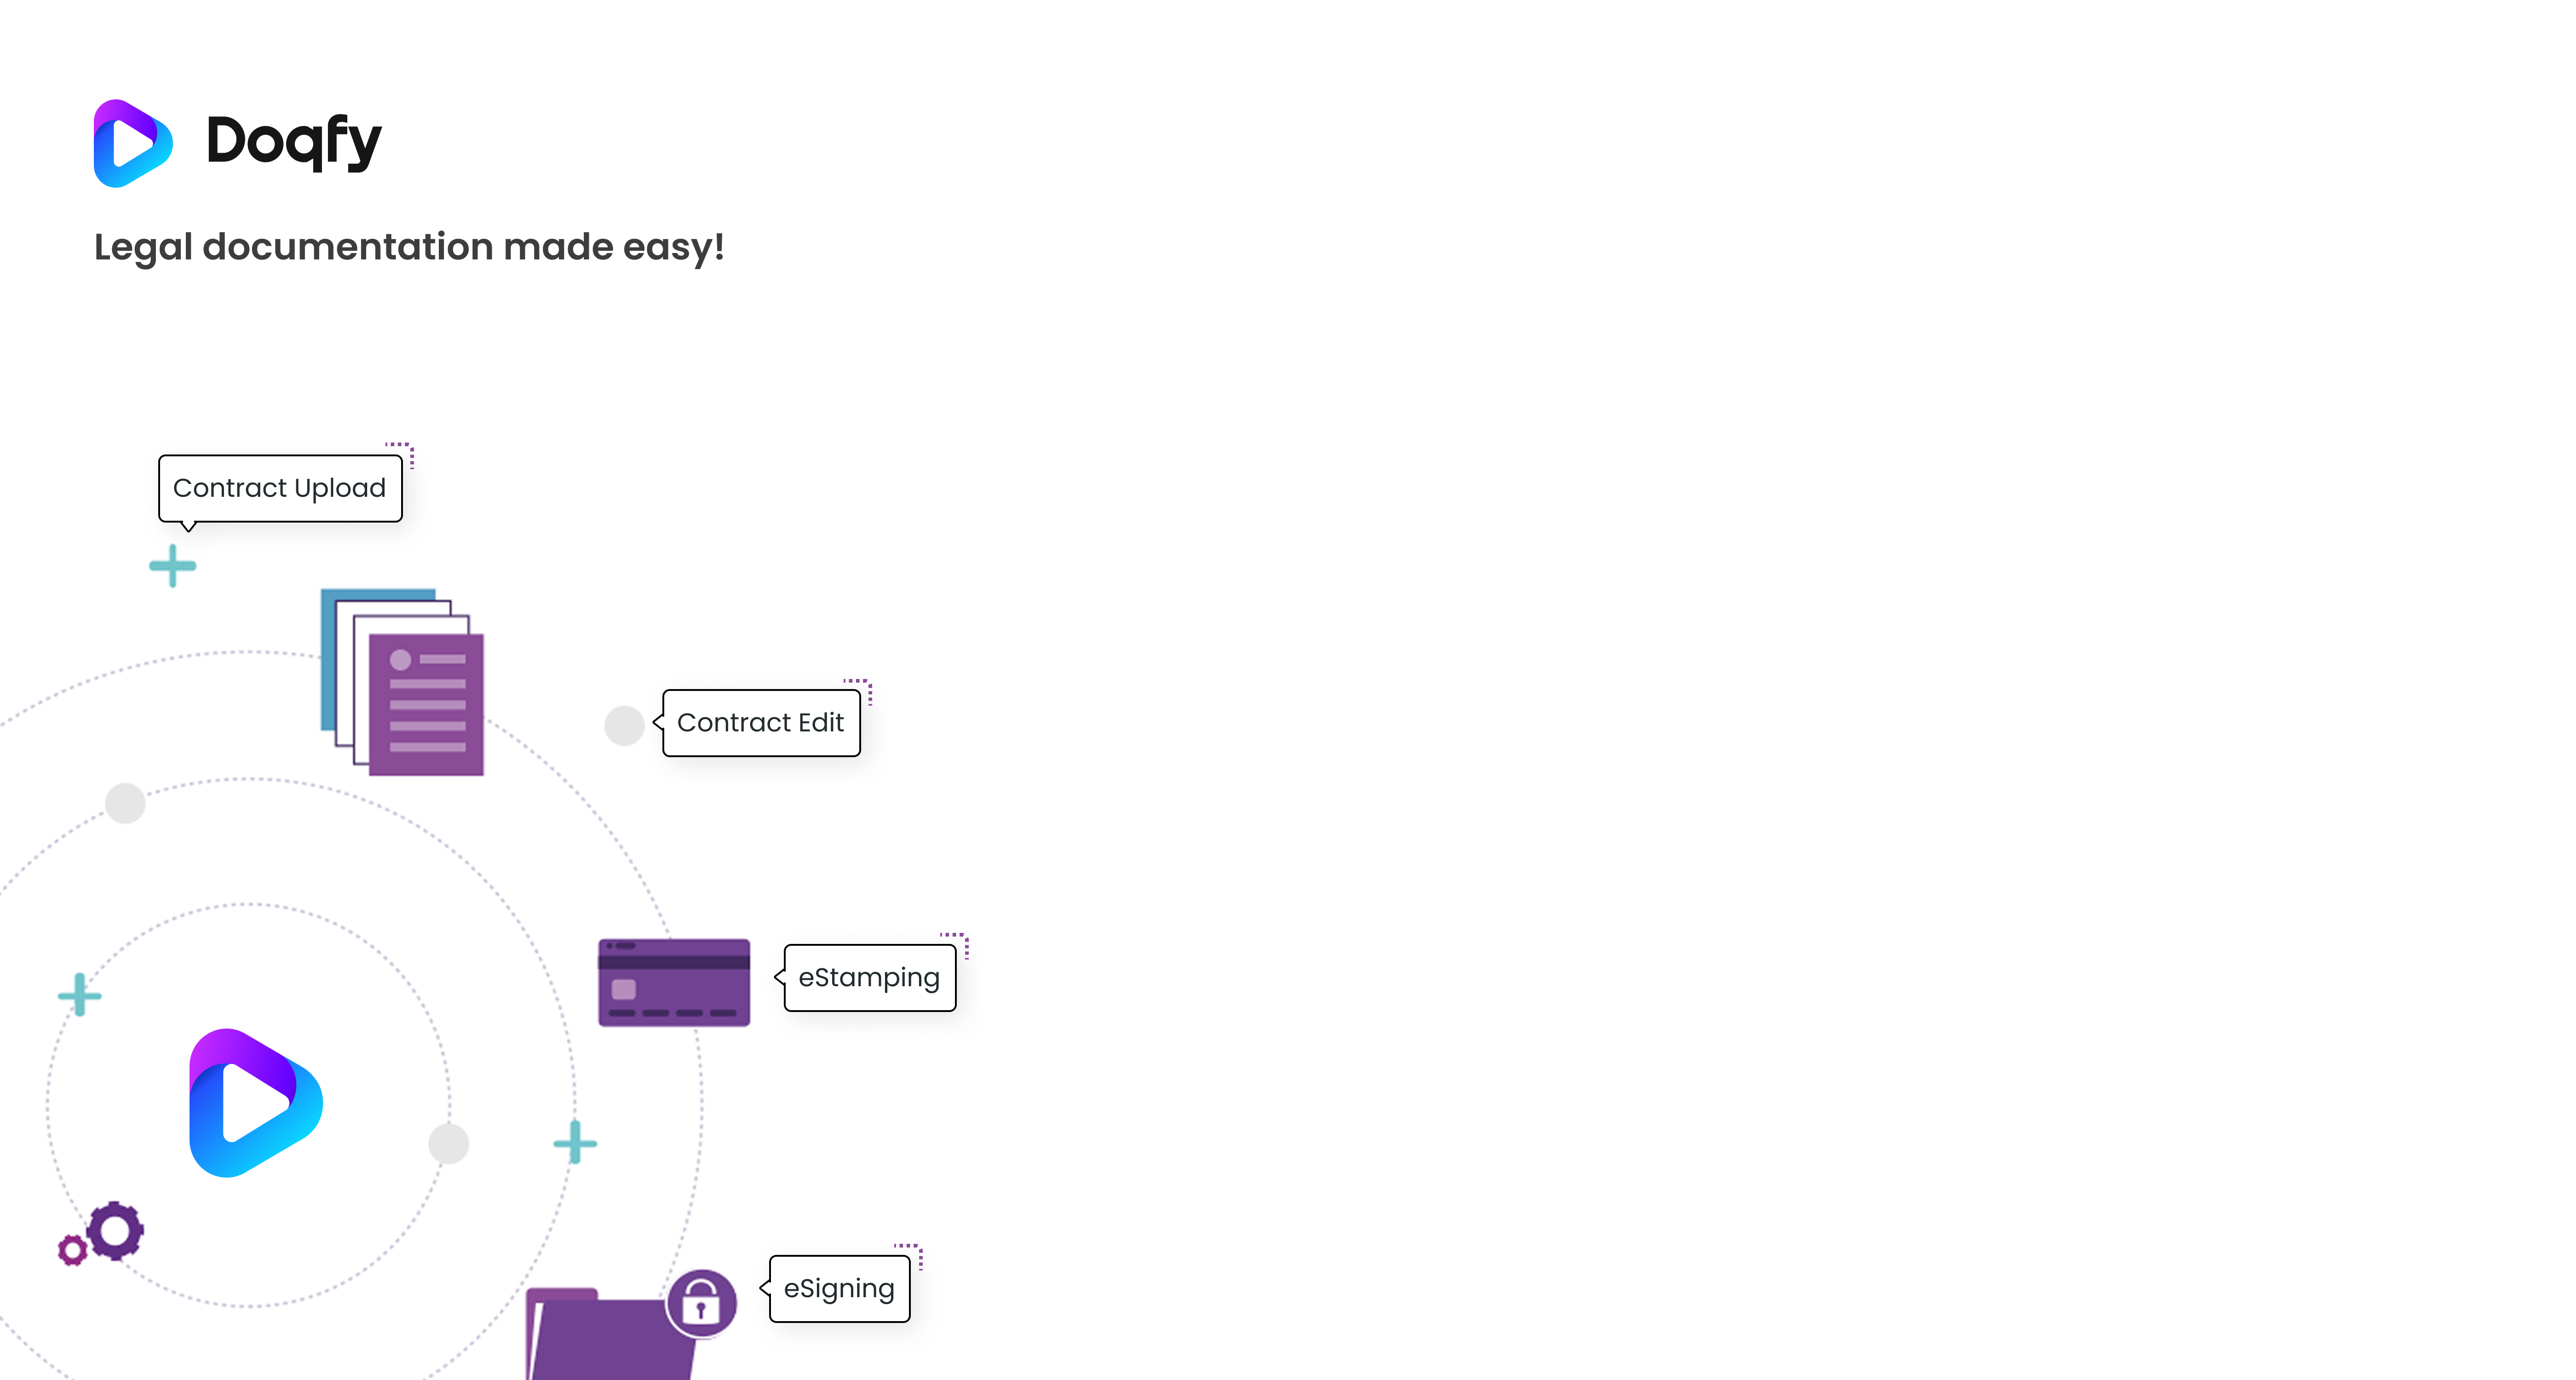 Doqfy
Legal documentation made easy!
Contract Upload
Contract Edit
eStamping
eSigning